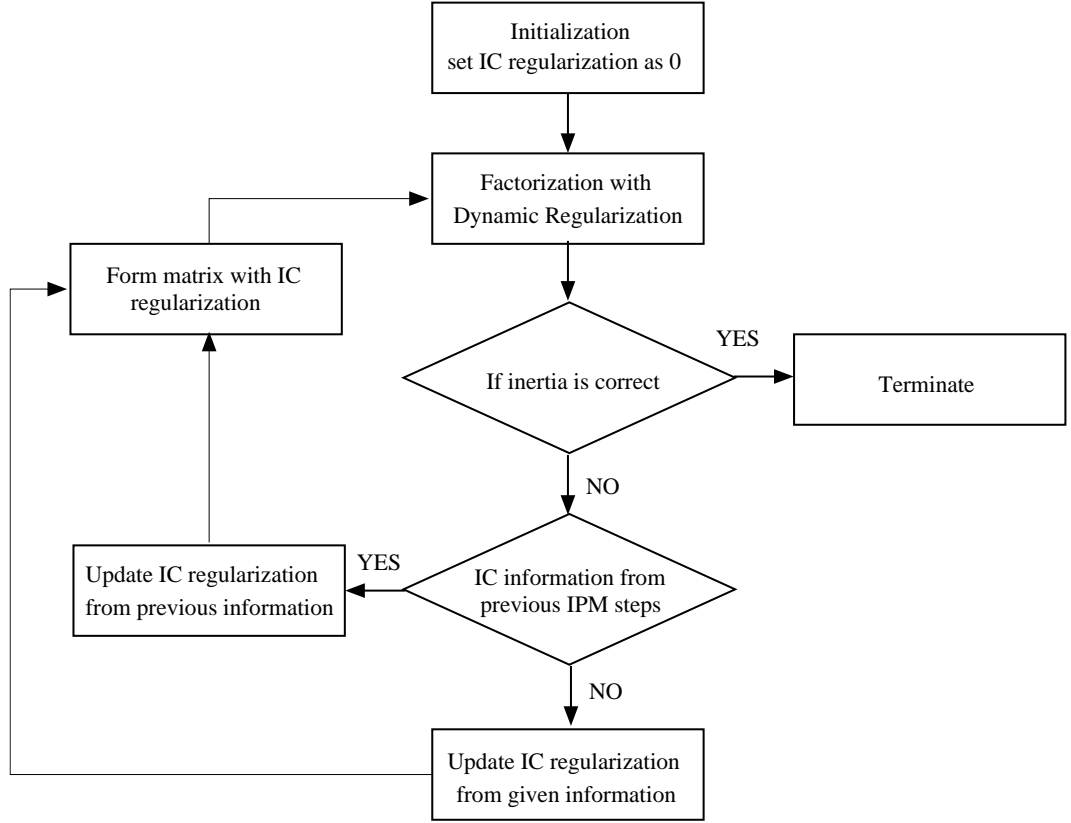 Initialization
set IC regularization as 0
Factorization with
Dynamic Regularization
Form matrix with IC
regularization
If inertia is correct
YES
Terminate
NO
IC information from
previous IPM steps
YES
Update IC regularization
from previous information
NO
Update IC regularization
from given information